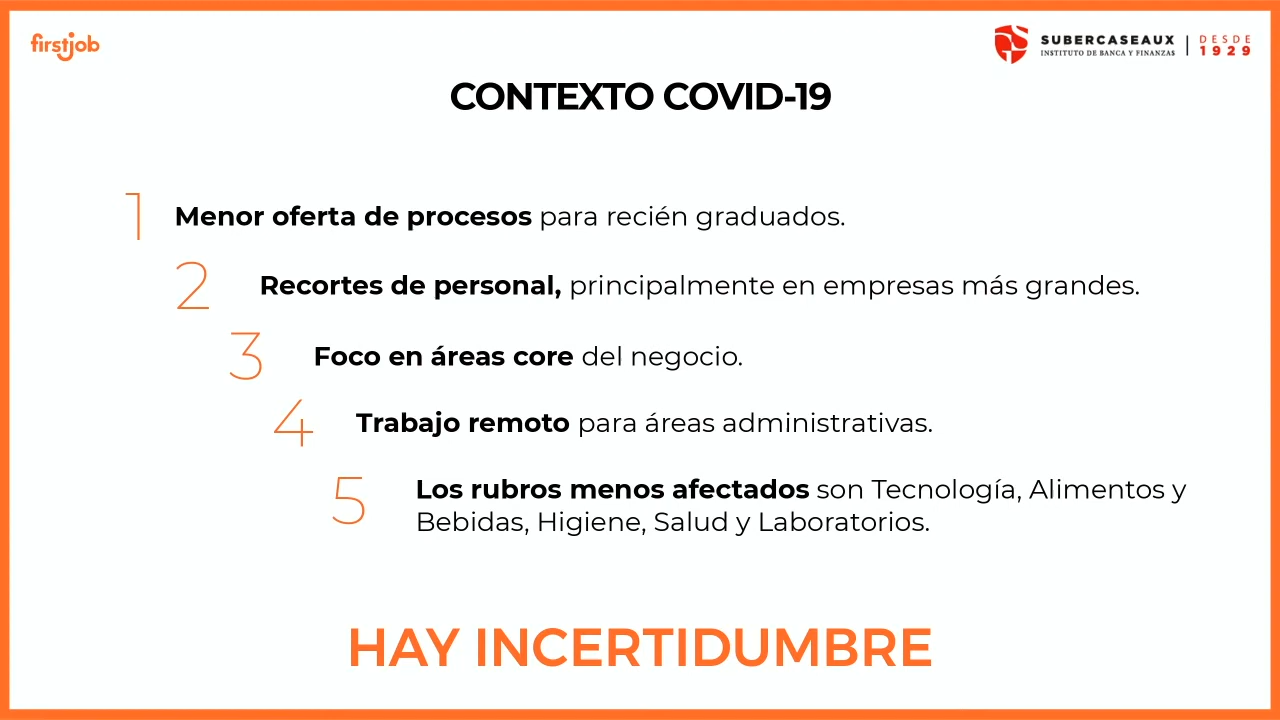 firstjob
SUBERCASEAUX
INSTITUTO DE BANCA Y FINANZAS
DESDE
1929
CONTEXTO COVID-19
1 Menor oferta de procesos para recién graduados.
2 Recortes de personal, principalmente en empresas más grandes.
3 Foco en áreas core del negocio.
4 Trabajo remoto para áreas administrativas.
5 Los rubros menos afectados son Tecnología, Alimentos y
Bebidas, Higiene, Salud y Laboratorios.
HAY INCERTIDUMBRE